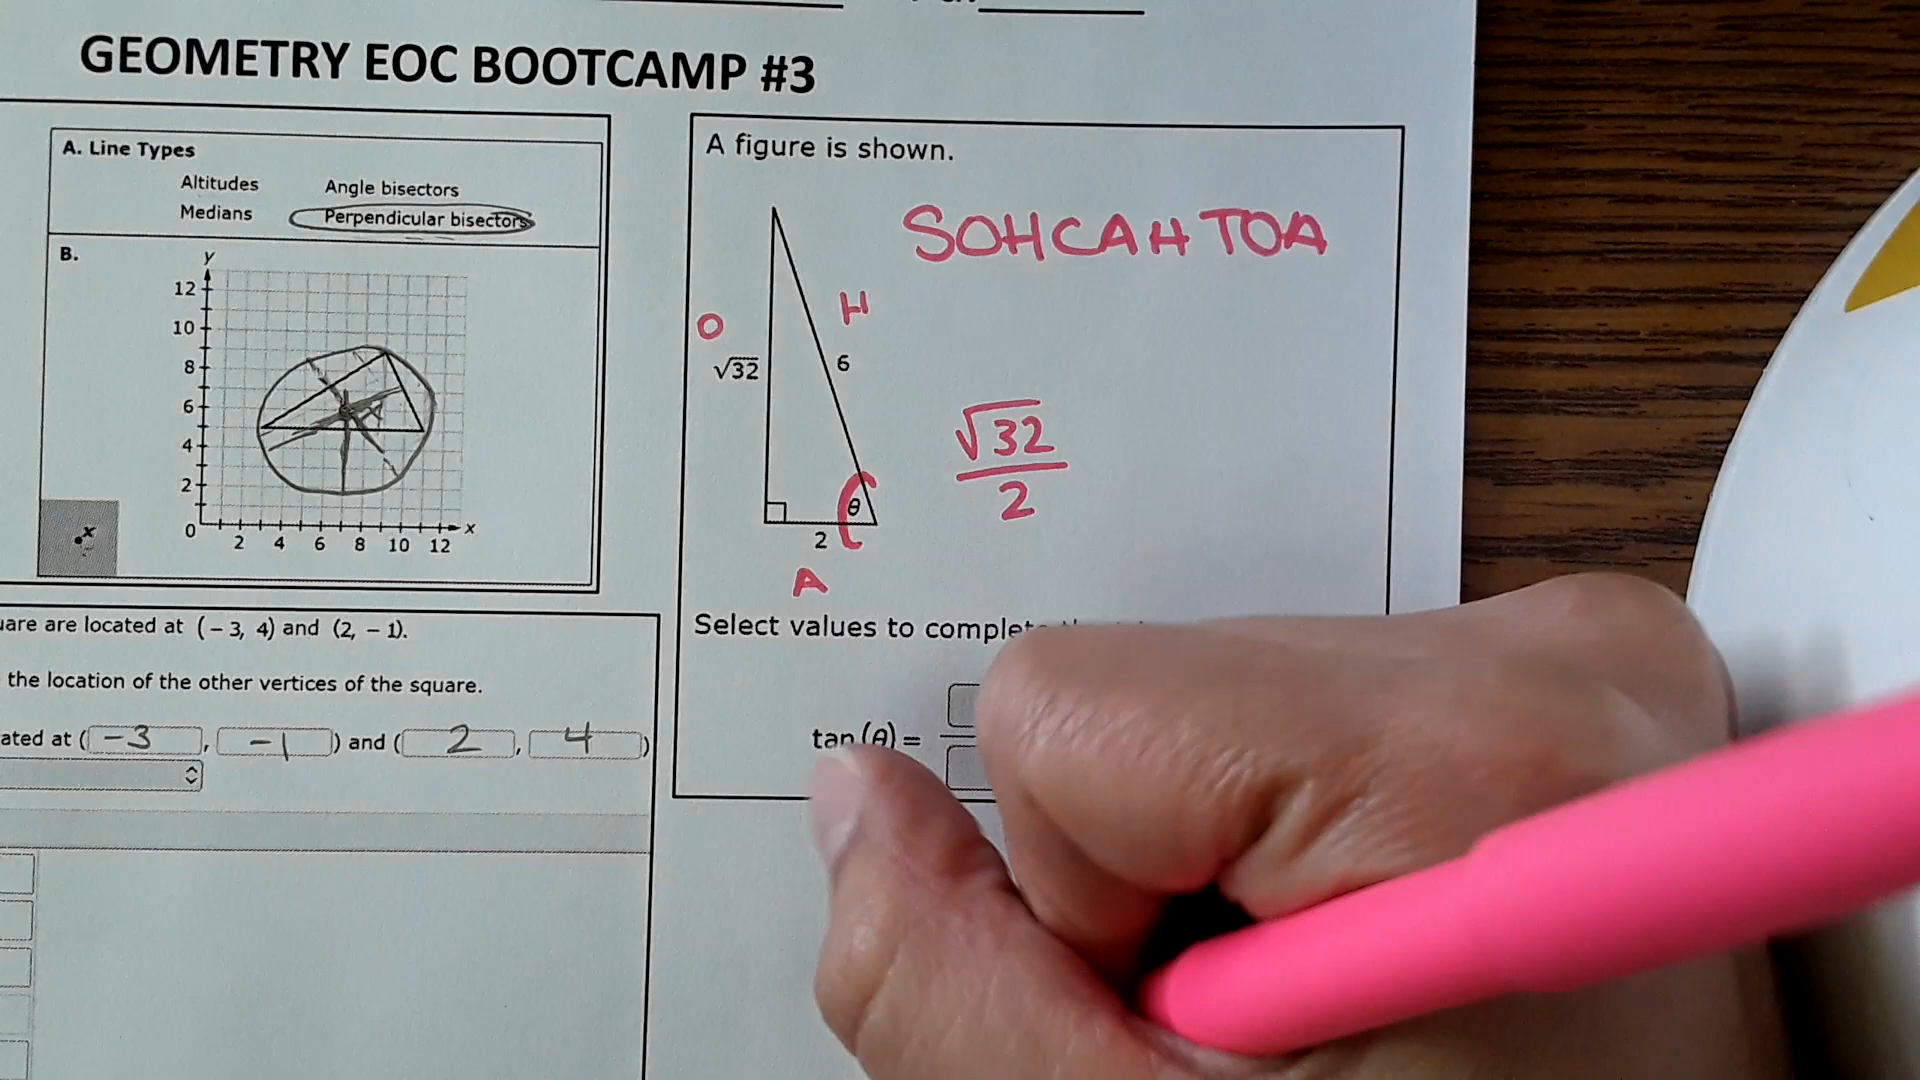 GEOMETRY EOC BOOTCAMP #3
A. Line Types
Altitudes Angle bisectors
Medians Perpendicular bisectors
B.
y
12
10
8
6
4
2
0
2 4 6 8 10 12 x
x
are are located at (– 3, 4) and (2, – 1).
the location of the other vertices of the square.
ated at ( -3 , -1 ) and ( 2 , 4 )
A figure is shown.
SOHCAHTOA
O
H
√32
6
√32
2
θ
2
A
Select values to complete
tan (θ) =